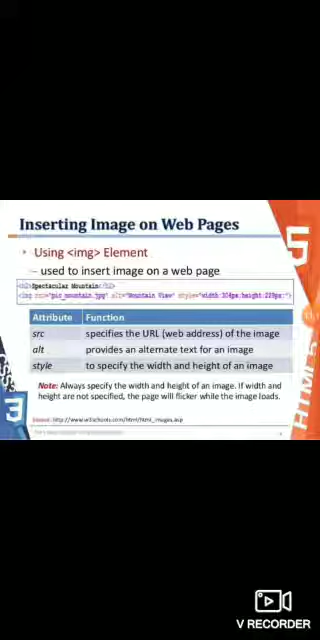 Inserting Image on Web Pages
• Using <img> Element
– used to insert image on a web page
<h2>Spectacular Mountain</h2>
<img src="pic_mountain.jpg" alt="Mountain View" style="width:304px;height:228px;">
Attribute Function
src specifies the URL (web address) of the image
alt provides an alternate text for an image
style to specify the width and height of an image
Note: Always specify the width and height of an image. If width and
height are not specified, the page will flicker while the image loads.
Source: http://www.w3schools.com/html/html_images.asp
5
HTML5
3
V RECORDER